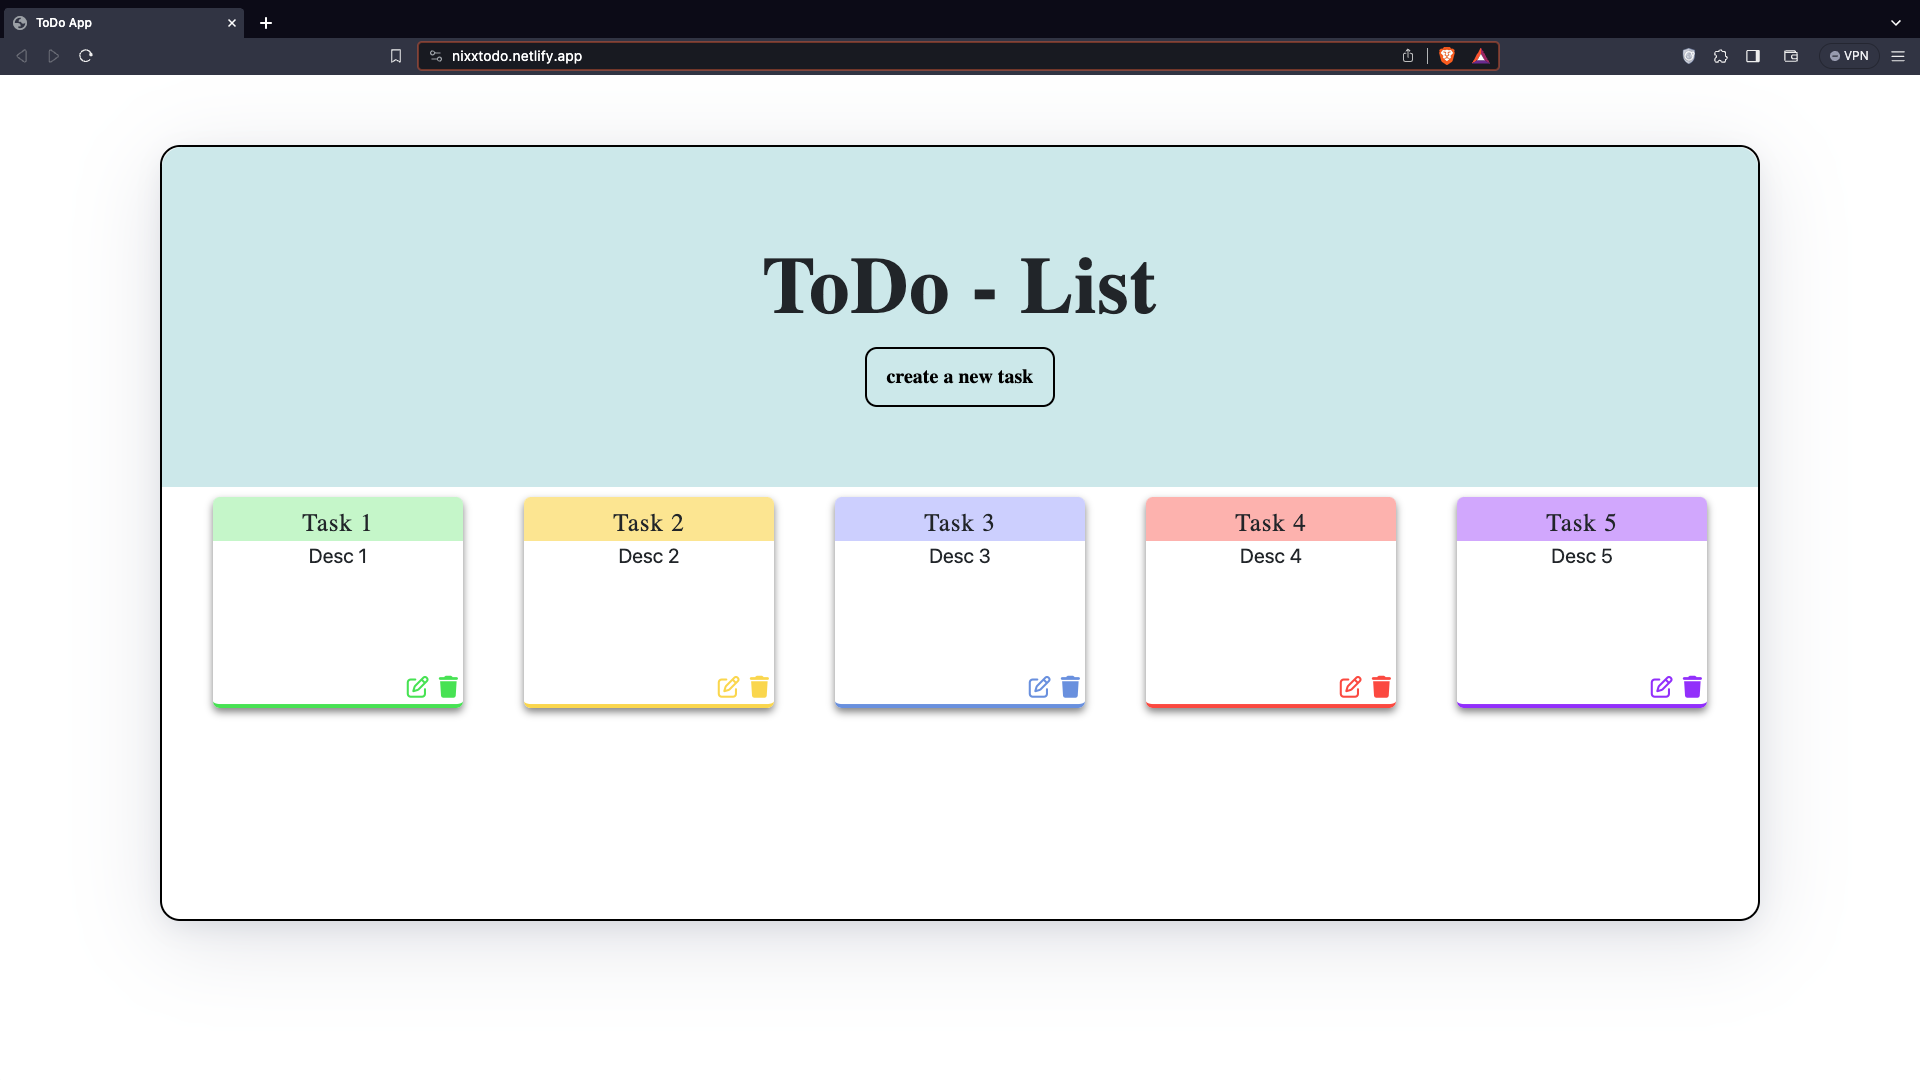 ToDo App
nixxtodo.netlify.app
VPN
ToDo - List
create a new task
Task 1
Desc 1
Task 2
Desc 2
Task 3
Desc 3
Task 4
Desc 4
Task 5
Desc 5